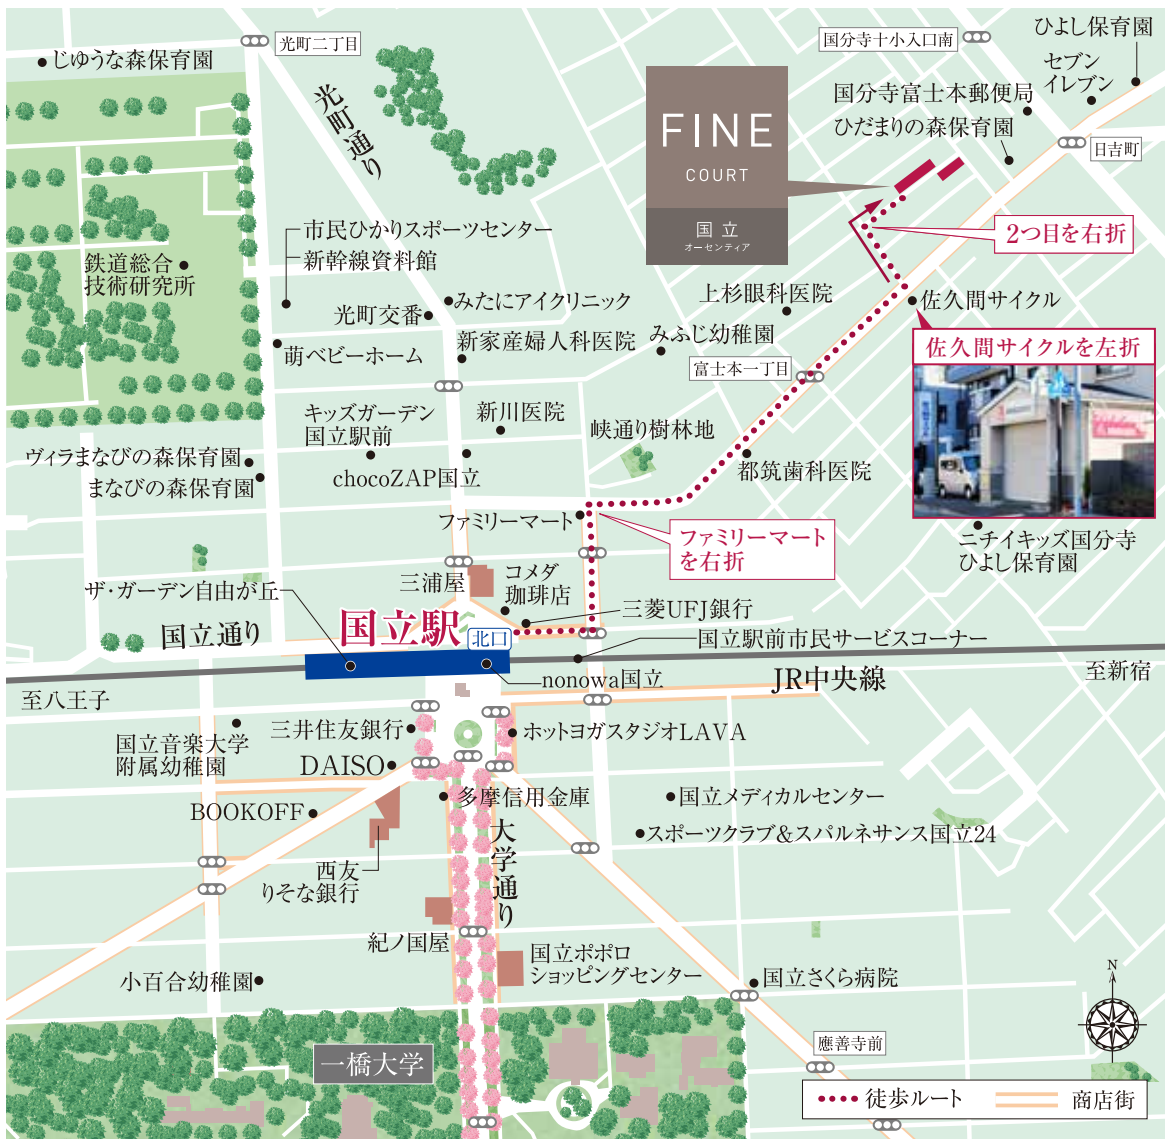 じゆうな森保育園
光町二丁目
光町通り
国分寺十小入口南
ひよし保育園
セブン
イレブン
国分寺富士本郵便局
ひだまりの森保育園
日吉町
FINE
COURT
国立
オーセンティア
2つ目を右折
市民ひかりスポーツセンター
新幹線資料館
鉄道総合
技術研究所
光町交番
みたにアイクリニック
上杉眼科医院
佐久間サイクル
萌ベビーホーム
新家産婦人科医院
みふじ幼稚園
富士本一丁目
佐久間サイクルを左折
キッズガーデン
国立駅前
新川医院
峡通り樹林地
ヴィラまなびの森保育園
まなびの森保育園
chocoZAP国立
都筑歯科医院
ファミリーマート
ファミリーマート
を右折
ニチイキッズ国分寺
ひよし保育園
ザ・ガーデン自由が丘
三浦屋
コメダ
珈琲店
三菱UFJ銀行
国立通り
国立駅
北口
国立駅前市民サービスコーナー
nonowa国立
JR中央線
至新宿
至八王子
国立音楽大学
附属幼稚園
三井住友銀行
ホットヨガスタジオLAVA
DAISO
BOOKOFF
多摩信用金庫
国立メディカルセンター
大学通り
スポーツクラブ&スパルネサンス国立24
西友
りそな銀行
紀ノ国屋
国立ポポロ
ショッピングセンター
小百合幼稚園
国立さくら病院
N
一橋大学
應善寺前
徒歩ルート
商店街